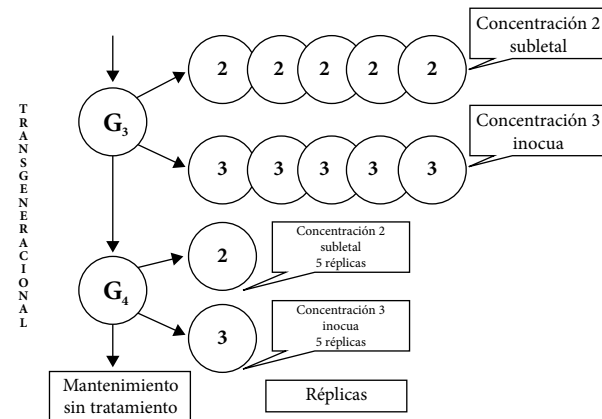 Concentración 2
subletal
2 2 2 2 2
G3
TRANSGENERACIONAL
Concentración 3
inocua
3 3 3 3 3
Concentración 2
subletal
5 réplicas
2
G4
Concentración 3
inocua
5 réplicas
3
Mantenimiento
sin tratamiento
Réplicas